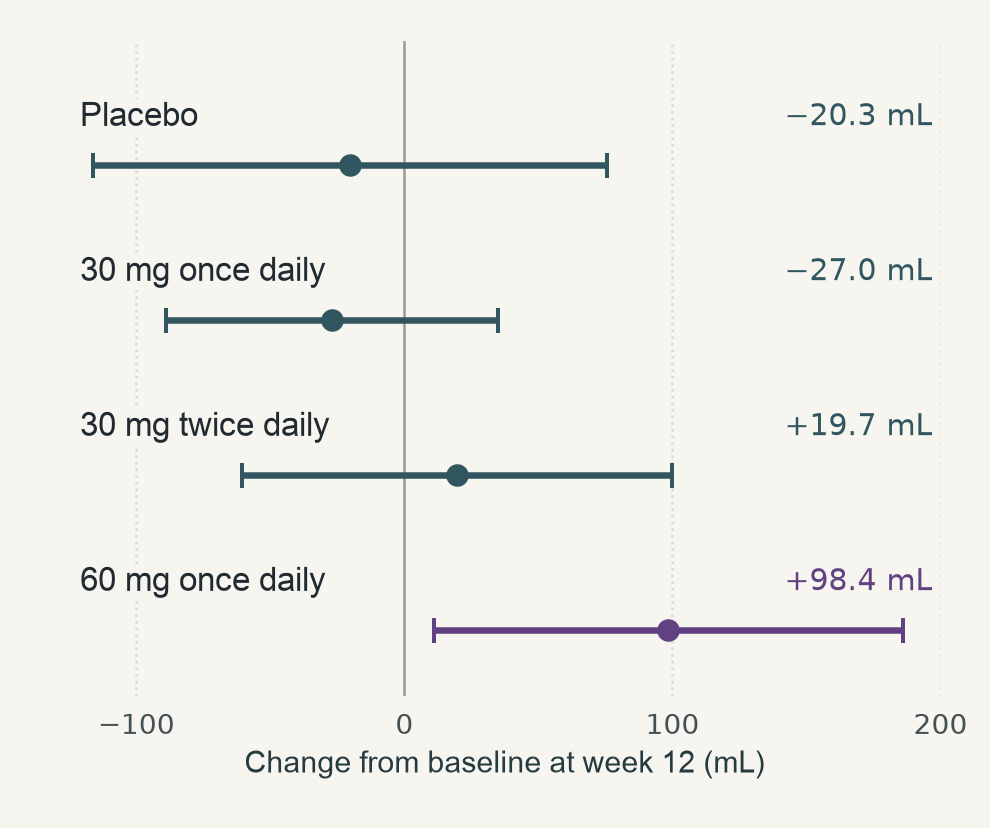 Placebo
−20.3 mL
30 mg once daily
−27.0 mL
30 mg twice daily
+19.7 mL
60 mg once daily
+98.4 mL
−100 0 100 200
Change from baseline at week 12 (mL)